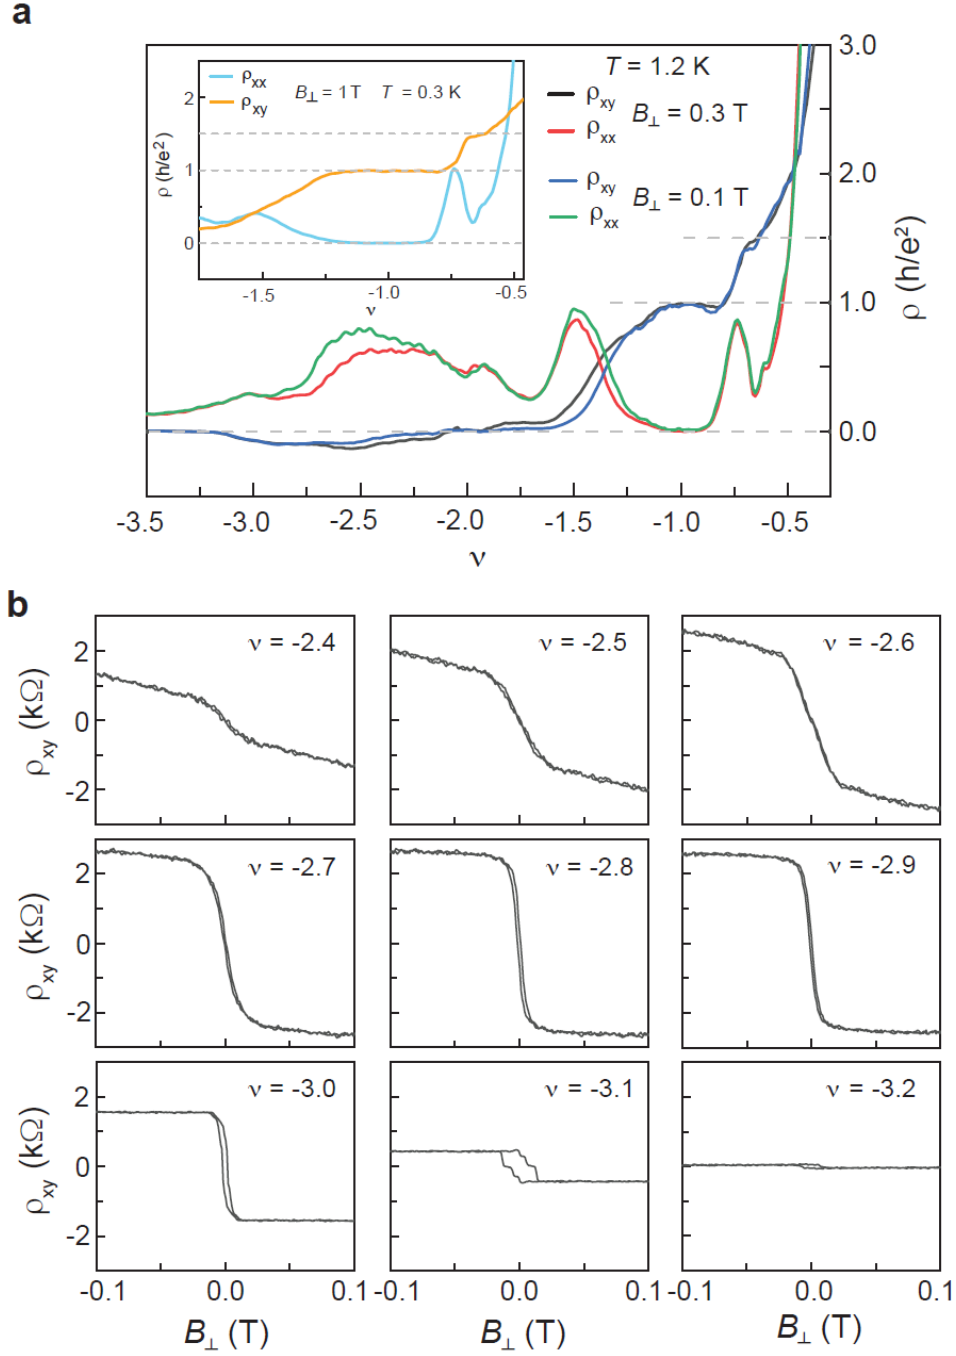 a
ρxx
ρxy
B⊥ = 1 T T = 0.3 K
2
1
0
ρ (h/e²)
-1.5 -1.0 -0.5
ν
T = 1.2 K
ρxy
ρxx
B⊥ = 0.3 T
ρxy
ρxx
B⊥ = 0.1 T
3.0
2.0
1.0
0.0
ρ (h/e²)
-3.5 -3.0 -2.5 -2.0 -1.5 -1.0 -0.5
ν
b
ν = -2.4 ν = -2.5 ν = -2.6
2
0
-2
ρxy (kΩ)
ν = -2.7 ν = -2.8 ν = -2.9
2
0
-2
ρxy (kΩ)
ν = -3.0 ν = -3.1 ν = -3.2
2
0
-2
ρxy (kΩ)
-0.1 0.0 0.1 -0.1 0.0 0.1 -0.1 0.0 0.1
B⊥ (T) B⊥ (T) B⊥ (T)